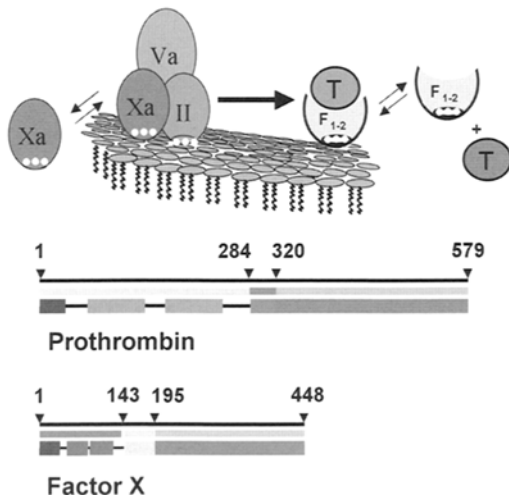 Va
Xa
II
Xa
T
F1-2
F1-2
+
T
1 284 320 579
Prothrombin
1 143 195 448
Factor X